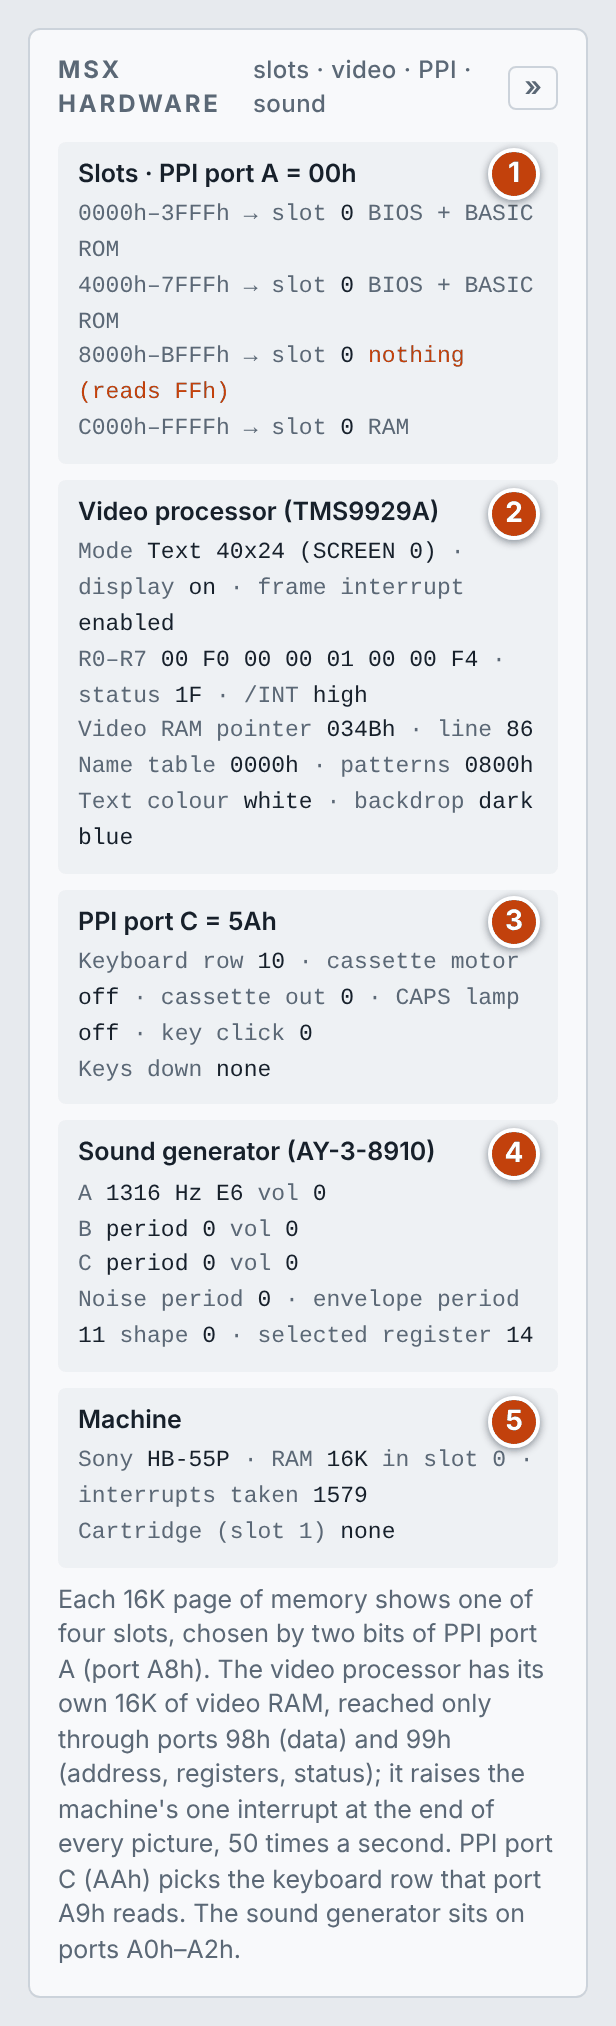 MSX HARDWARE
slots · video · PPI · sound
»
Slots · PPI port A = 00h
1
0000h–3FFFh → slot 0 BIOS + BASIC
ROM
4000h–7FFFh → slot 0 BIOS + BASIC
ROM
8000h–BFFFh → slot 0 nothing
(reads FFh)
C000h–FFFFh → slot 0 RAM
Video processor (TMS9929A)
2
Mode Text 40x24 (SCREEN 0) ·
display on · frame interrupt
enabled
R0–R7 00 F0 00 00 01 00 00 F4 ·
status 1F · /INT high
Video RAM pointer 034Bh · line 86
Name table 0000h · patterns 0800h
Text colour white · backdrop dark
blue
PPI port C = 5Ah
3
Keyboard row 10 · cassette motor
off · cassette out 0 · CAPS lamp
off · key click 0
Keys down none
Sound generator (AY-3-8910)
4
A 1316 Hz E6 vol 0
B period 0 vol 0
C period 0 vol 0
Noise period 0 · envelope period
11 shape 0 · selected register 14
Machine
5
Sony HB-55P · RAM 16K in slot 0 ·
interrupts taken 1579
Cartridge (slot 1) none
Each 16K page of memory shows one of
four slots, chosen by two bits of PPI port
A (port A8h). The video processor has its
own 16K of video RAM, reached only
through ports 98h (data) and 99h
(address, registers, status); it raises the
machine's one interrupt at the end of
every picture, 50 times a second. PPI port
C (AAh) picks the keyboard row that port
A9h reads. The sound generator sits on
ports A0h–A2h.